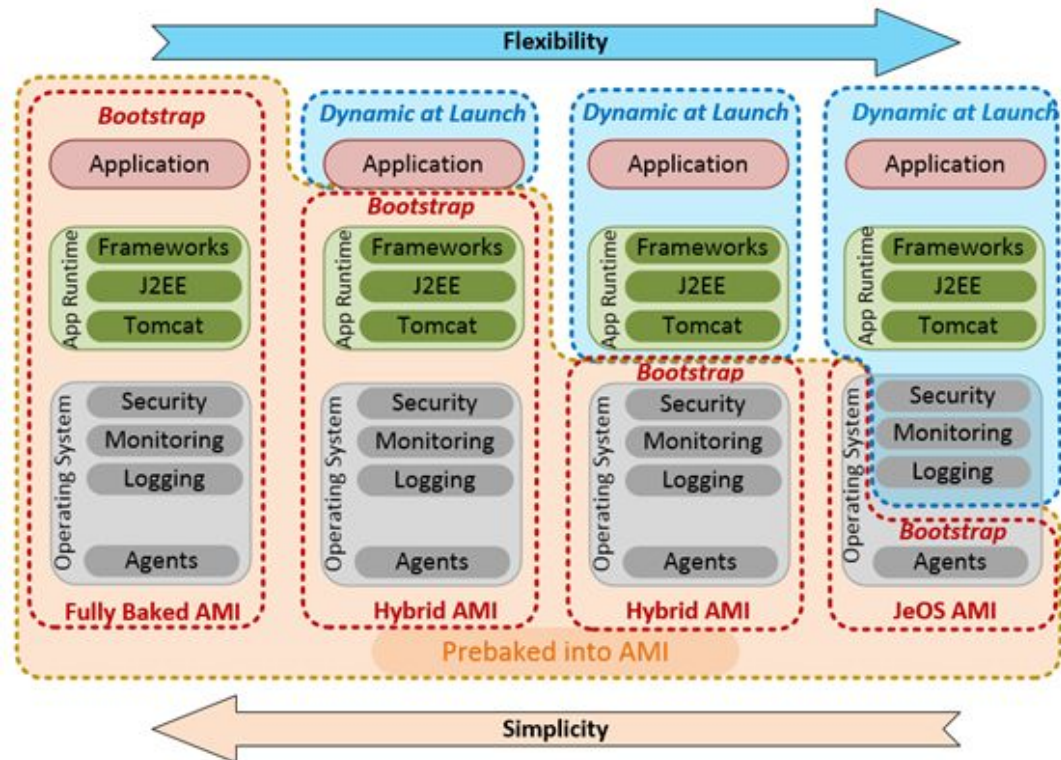 Flexibility
Bootstrap
Application
App Runtime
Frameworks
J2EE
Tomcat
Operating System
Security
Monitoring
Logging
Agents
Fully Baked AMI
Dynamic at Launch
Application
Bootstrap
App Runtime
Frameworks
J2EE
Tomcat
Operating System
Security
Monitoring
Logging
Agents
Hybrid AMI
Dynamic at Launch
Application
App Runtime
Frameworks
J2EE
Tomcat
Bootstrap
Operating System
Security
Monitoring
Logging
Agents
Hybrid AMI
Dynamic at Launch
Application
App Runtime
Frameworks
J2EE
Tomcat
Operating System
Security
Monitoring
Logging
Bootstrap
Agents
JeOS AMI
Prebaked into AMI
Simplicity